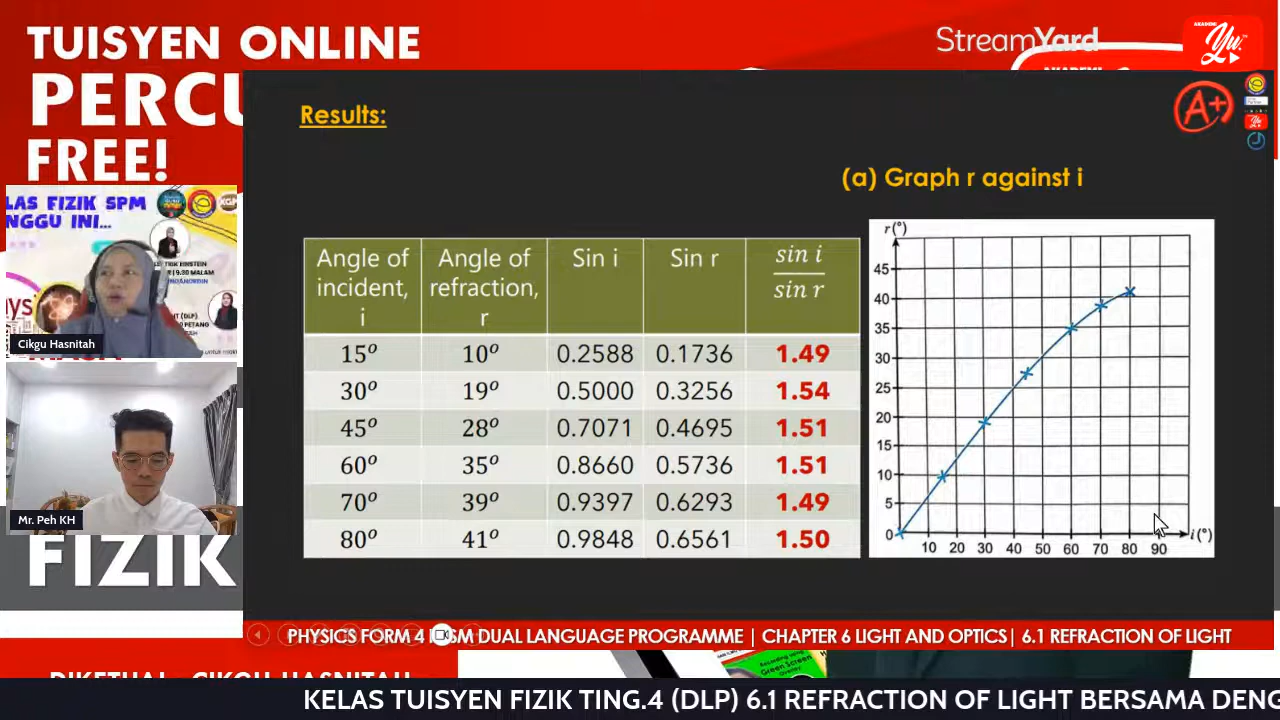 TUISYEN ONLINE
PERCU
FREE!
StreamYard
Results:
(a) Graph r against i
A+
LAS FIZIK SPM
NGGU INI...
Cikgu Hasnitah
Mr. Peh KH
FIZIK
Angle of incident, i | Angle of refraction, r | Sin i | Sin r | sin i / sin r
15° 10° 0.2588 0.1736 1.49
30° 19° 0.5000 0.3256 1.54
45° 28° 0.7071 0.4695 1.51
60° 35° 0.8660 0.5736 1.51
70° 39° 0.9397 0.6293 1.49
80° 41° 0.9848 0.6561 1.50
r(°)
45
40
35
30
25
20
15
10
5
0
10 20 30 40 50 60 70 80 90
i(°)
PHYSICS FORM 4 KSSM DUAL LANGUAGE PROGRAMME | CHAPTER 6 LIGHT AND OPTICS| 6.1 REFRACTION OF LIGHT
KELAS TUISYEN FIZIK TING.4 (DLP) 6.1 REFRACTION OF LIGHT BERSAMA DENG